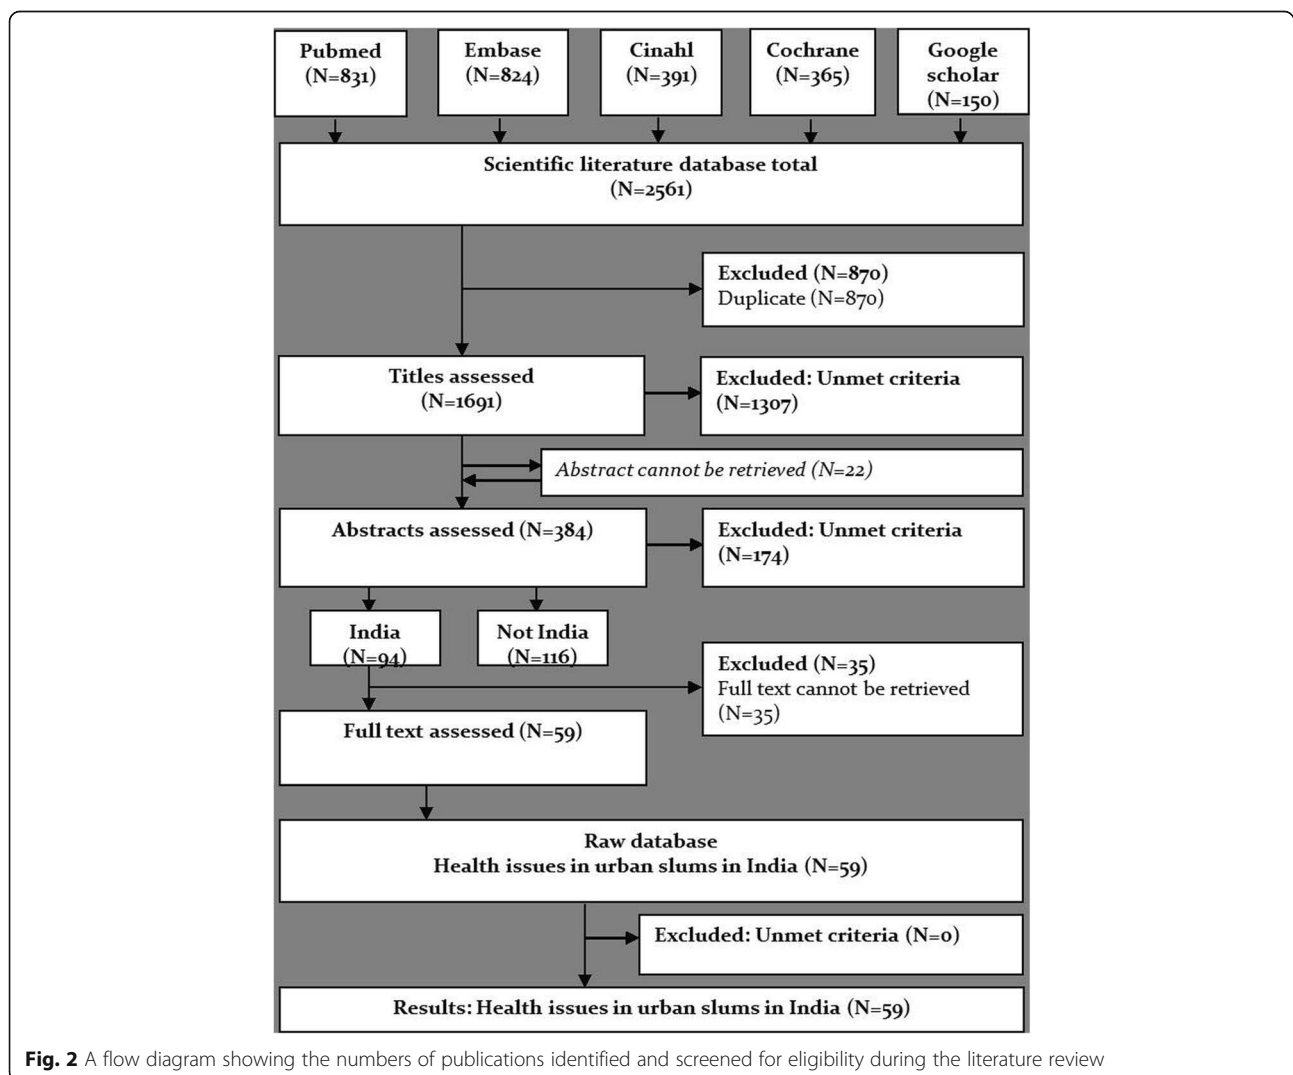 Pubmed
(N=831)
Embase
(N=824)
Cinahl
(N=391)
Cochrane
(N=365)
Google
scholar
(N=150)
Scientific literature database total
(N=2561)
Excluded (N=870)
Duplicate (N=870)
Titles assessed
(N=1691)
Excluded: Unmet criteria
(N=1307)
Abstract cannot be retrieved (N=22)
Abstracts assessed (N=384)
Excluded: Unmet criteria
(N=174)
India
(N=94)
Not India
(N=116)
Excluded (N=35)
Full text cannot be retrieved
(N=35)
Full text assessed (N=59)
Raw database
Health issues in urban slums in India (N=59)
Excluded: Unmet criteria (N=0)
Results: Health issues in urban slums in India (N=59)
Fig. 2 A flow diagram showing the numbers of publications identified and screened for eligibility during the literature review